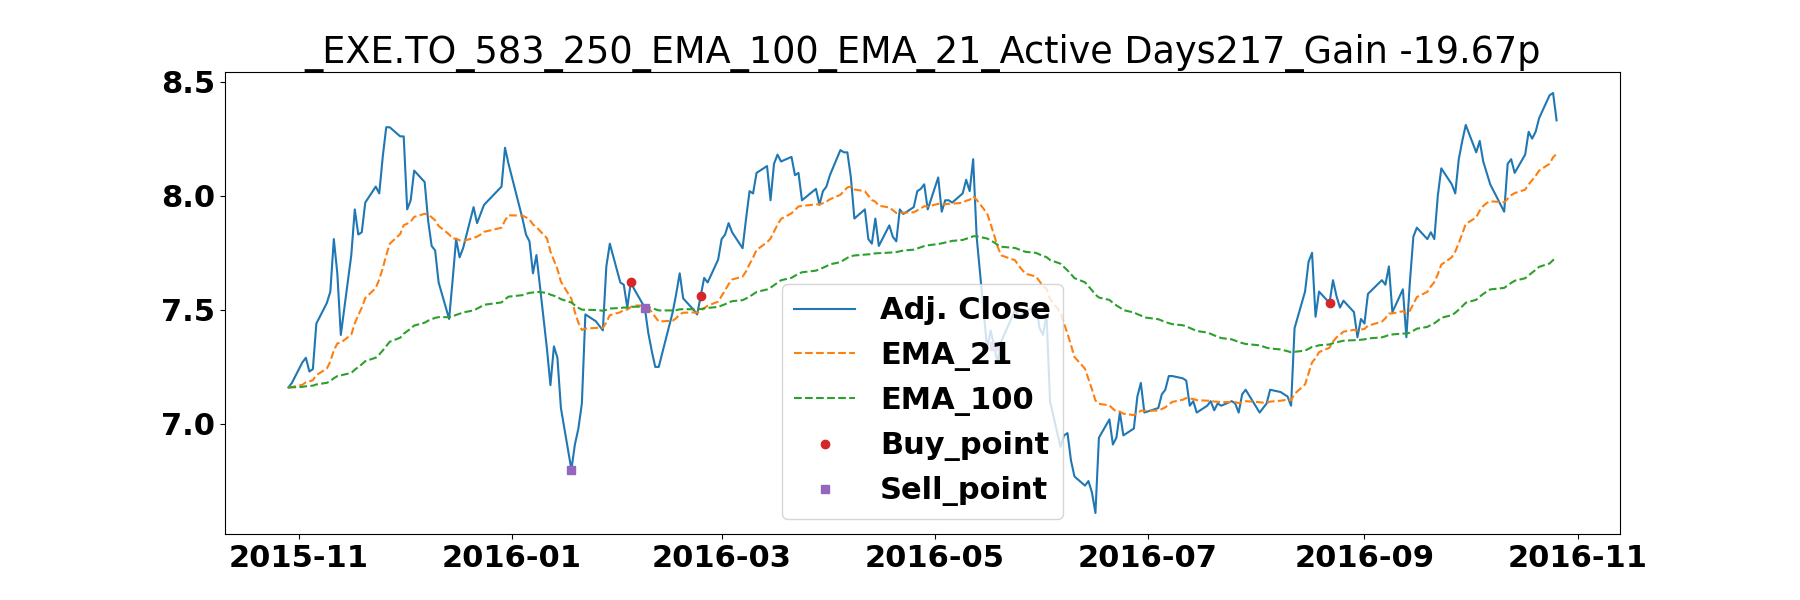 _EXE.TO_583_250_EMA_100_EMA_21_Active Days217_Gain -19.67p
8.5
8.0
7.5
7.0
Adj. Close
EMA_21
EMA_100
Buy_point
Sell_point
2015-11 2016-01 2016-03 2016-05 2016-07 2016-09 2016-11